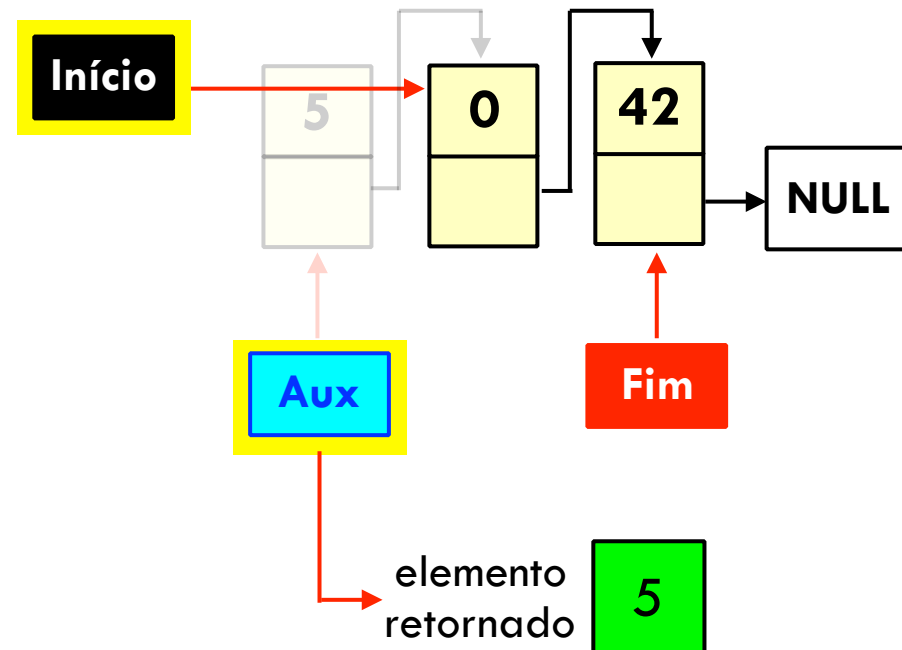 Início
5
0
42
NULL
Aux
Fim
elemento
retornado
5